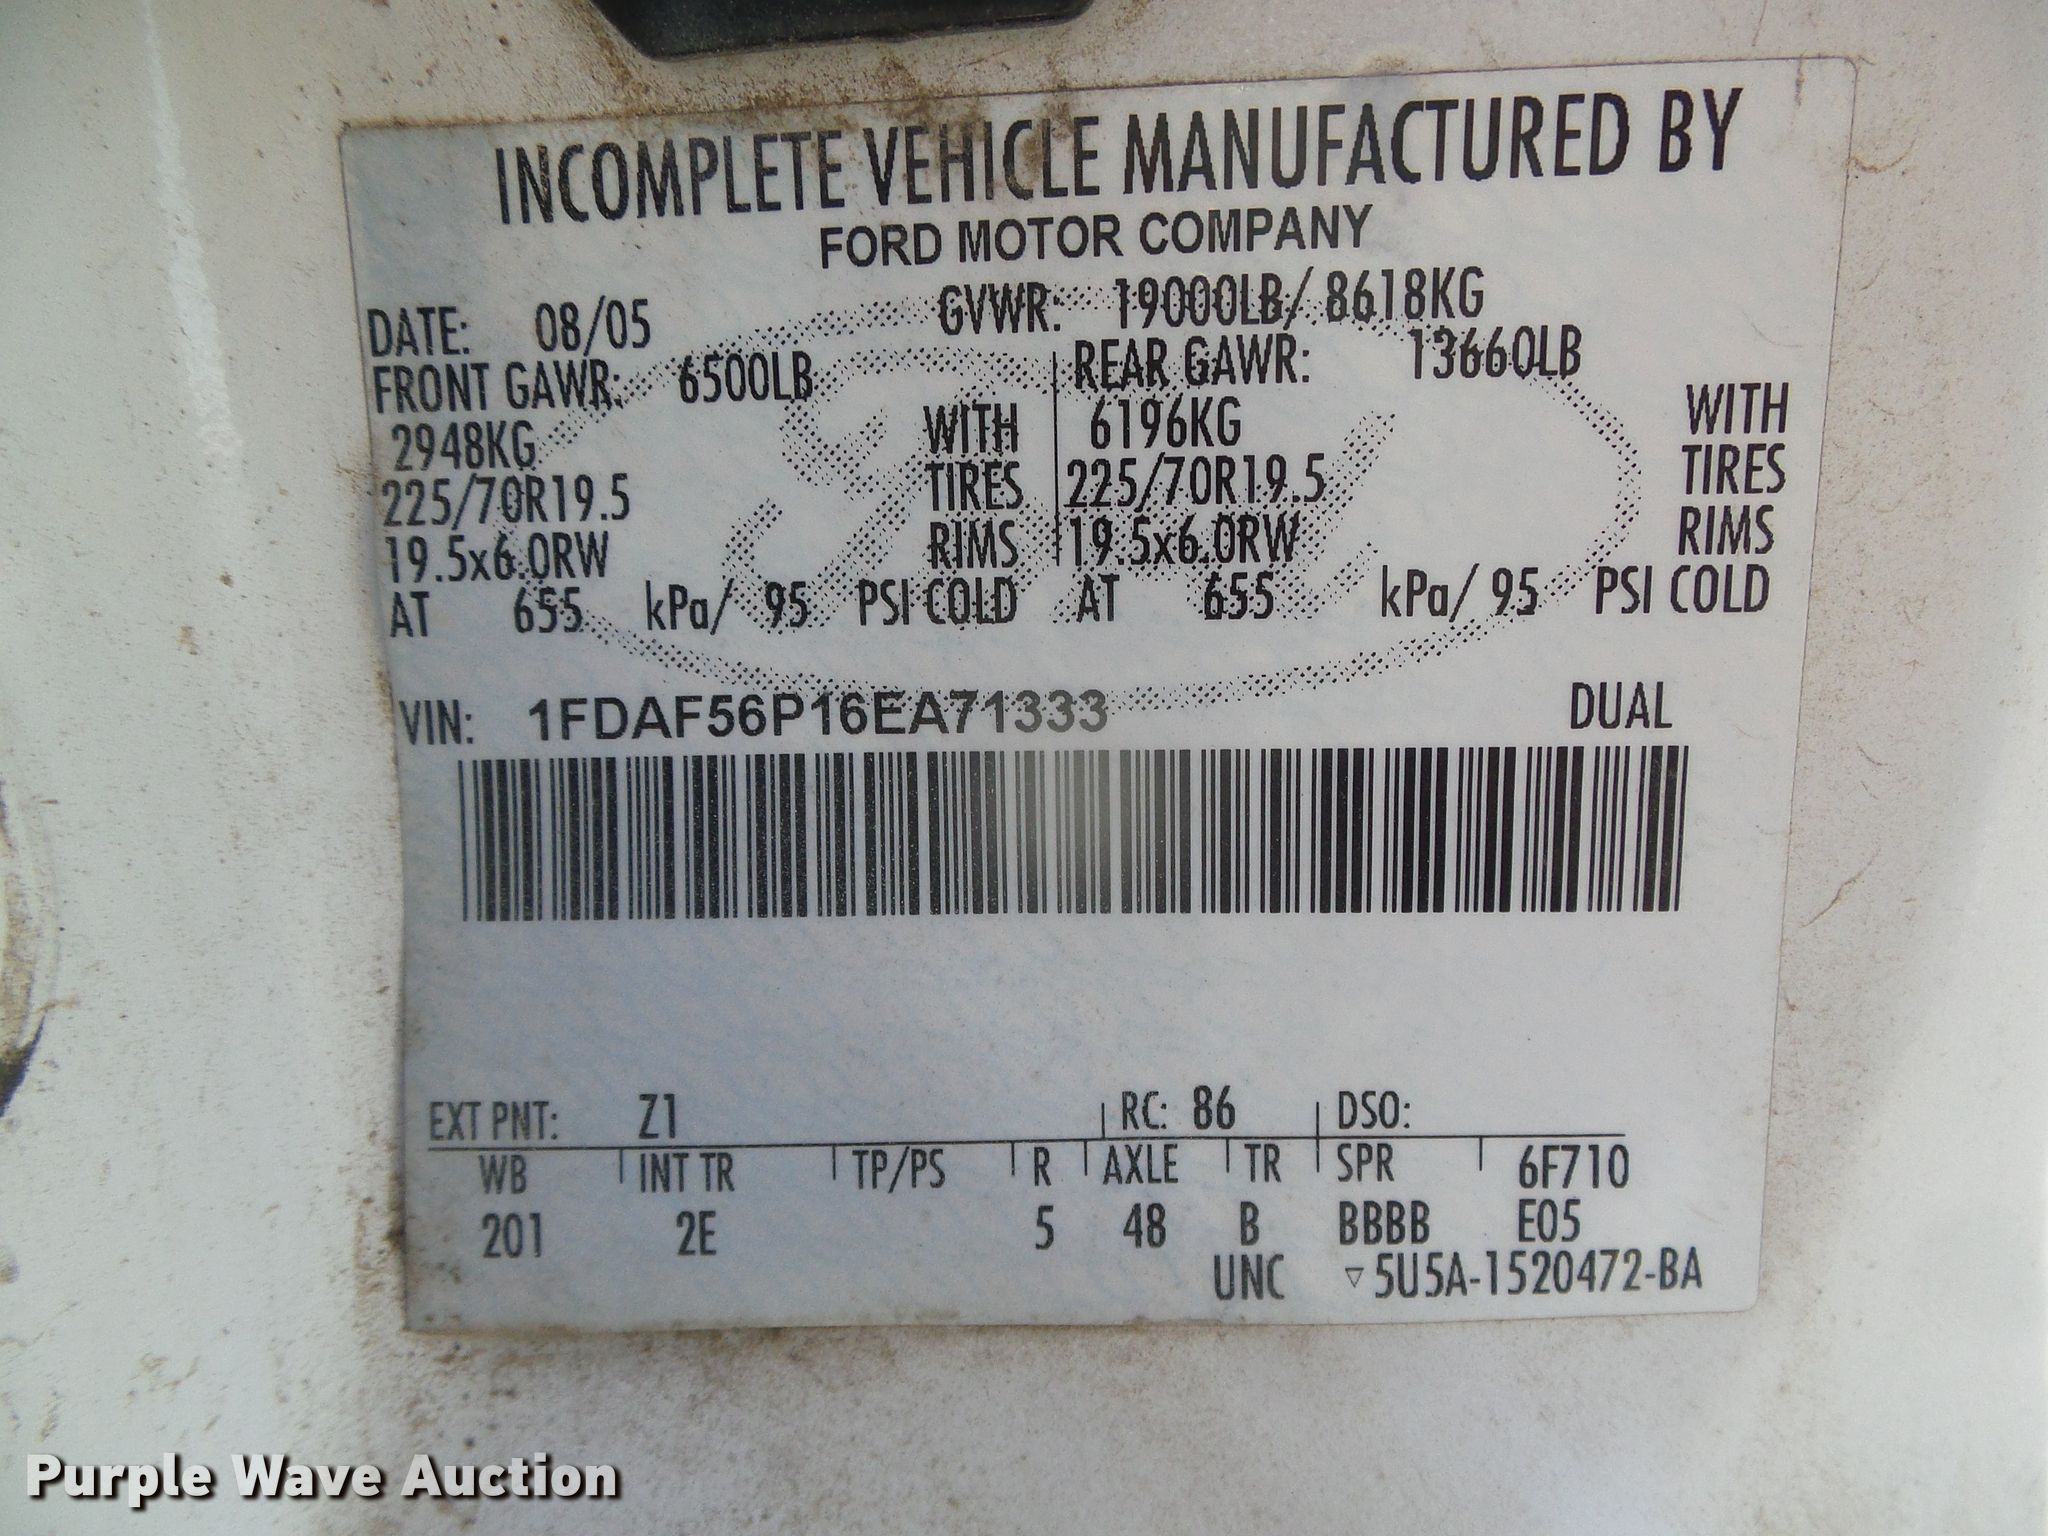 INCOMPLETE VEHICLE MANUFACTURED BY
FORD MOTOR COMPANY
DATE: 08/05 GVWR: 19000LB/ 8618KG
FRONT GAWR: 6500LB REAR GAWR: 13660LB
2948KG WITH 6196KG WITH
225/70R19.5 TIRES 225/70R19.5 TIRES
19.5x6.0RW RIMS 19.5x6.0RW RIMS
AT 655 kPa/ 95 PSI COLD AT 655 kPa/ 95 PSI COLD
VIN: 1FDAF56P16EA71333 DUAL
EXT PNT: Z1 RC: 86 DSO:
WB INT TR TP/PS R AXLE TR SPR 6F710
201 2E 5 48 B BBBB E05
UNC ▽5U5A-1520472-BA
Purple Wave Auction